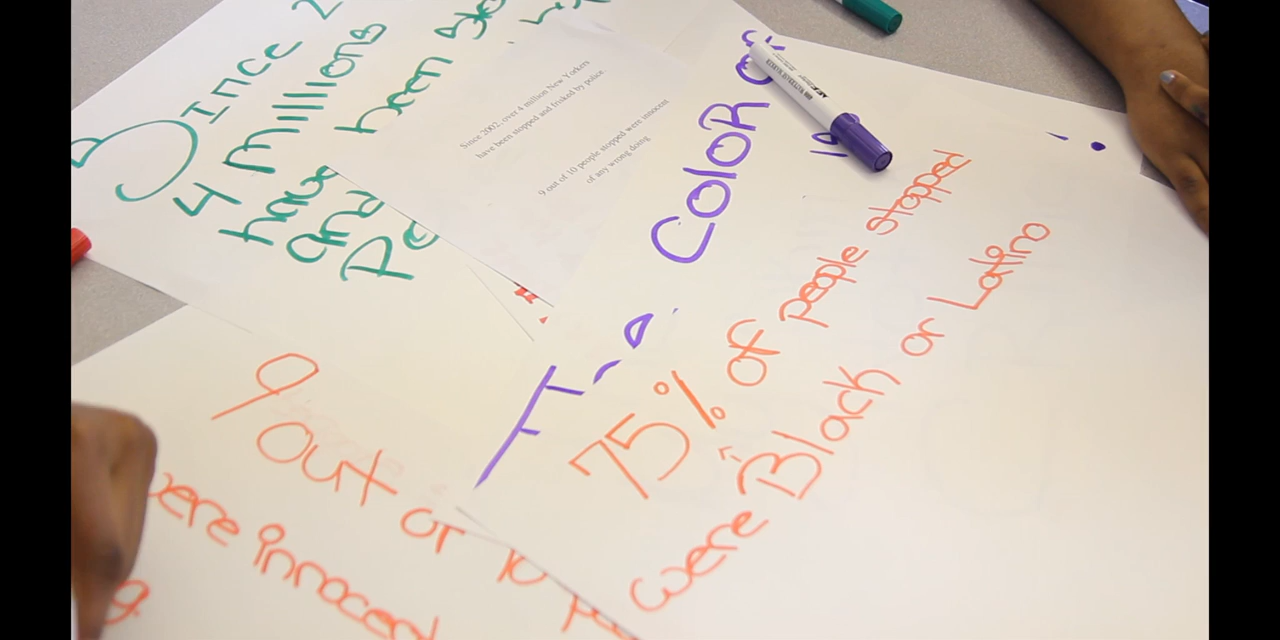 Since
4 millions
have been
and
Since 2002, over 4 million New Yorkers
have been stopped and frisked by police.
9 out of 10 people stopped were innocent
of any wrong doing
Color OF
75% of people stopped
were Black or Latino
9 out of 10
were innocent